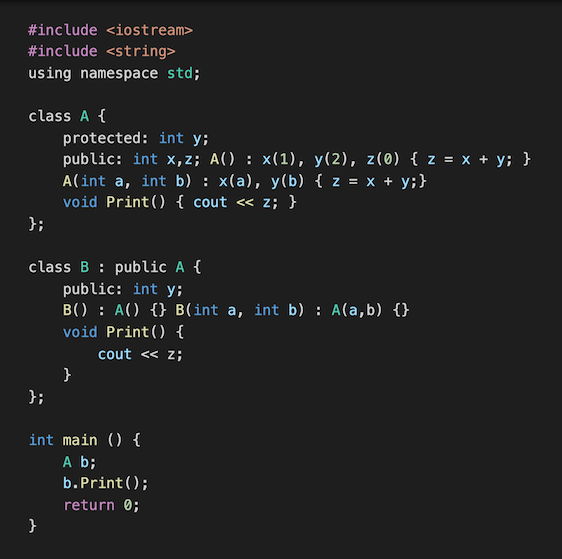 #include <iostream>
#include <string>
using namespace std;

class A {
    protected: int y;
    public: int x,z; A() : x(1), y(2), z(0) { z = x + y; }
    A(int a, int b) : x(a), y(b) { z = x + y;}
    void Print() { cout << z; }
};

class B : public A {
    public: int y;
    B() : A() {} B(int a, int b) : A(a,b) {}
    void Print() {
        cout << z;
    }
};

int main () {
    A b;
    b.Print();
    return 0;
}